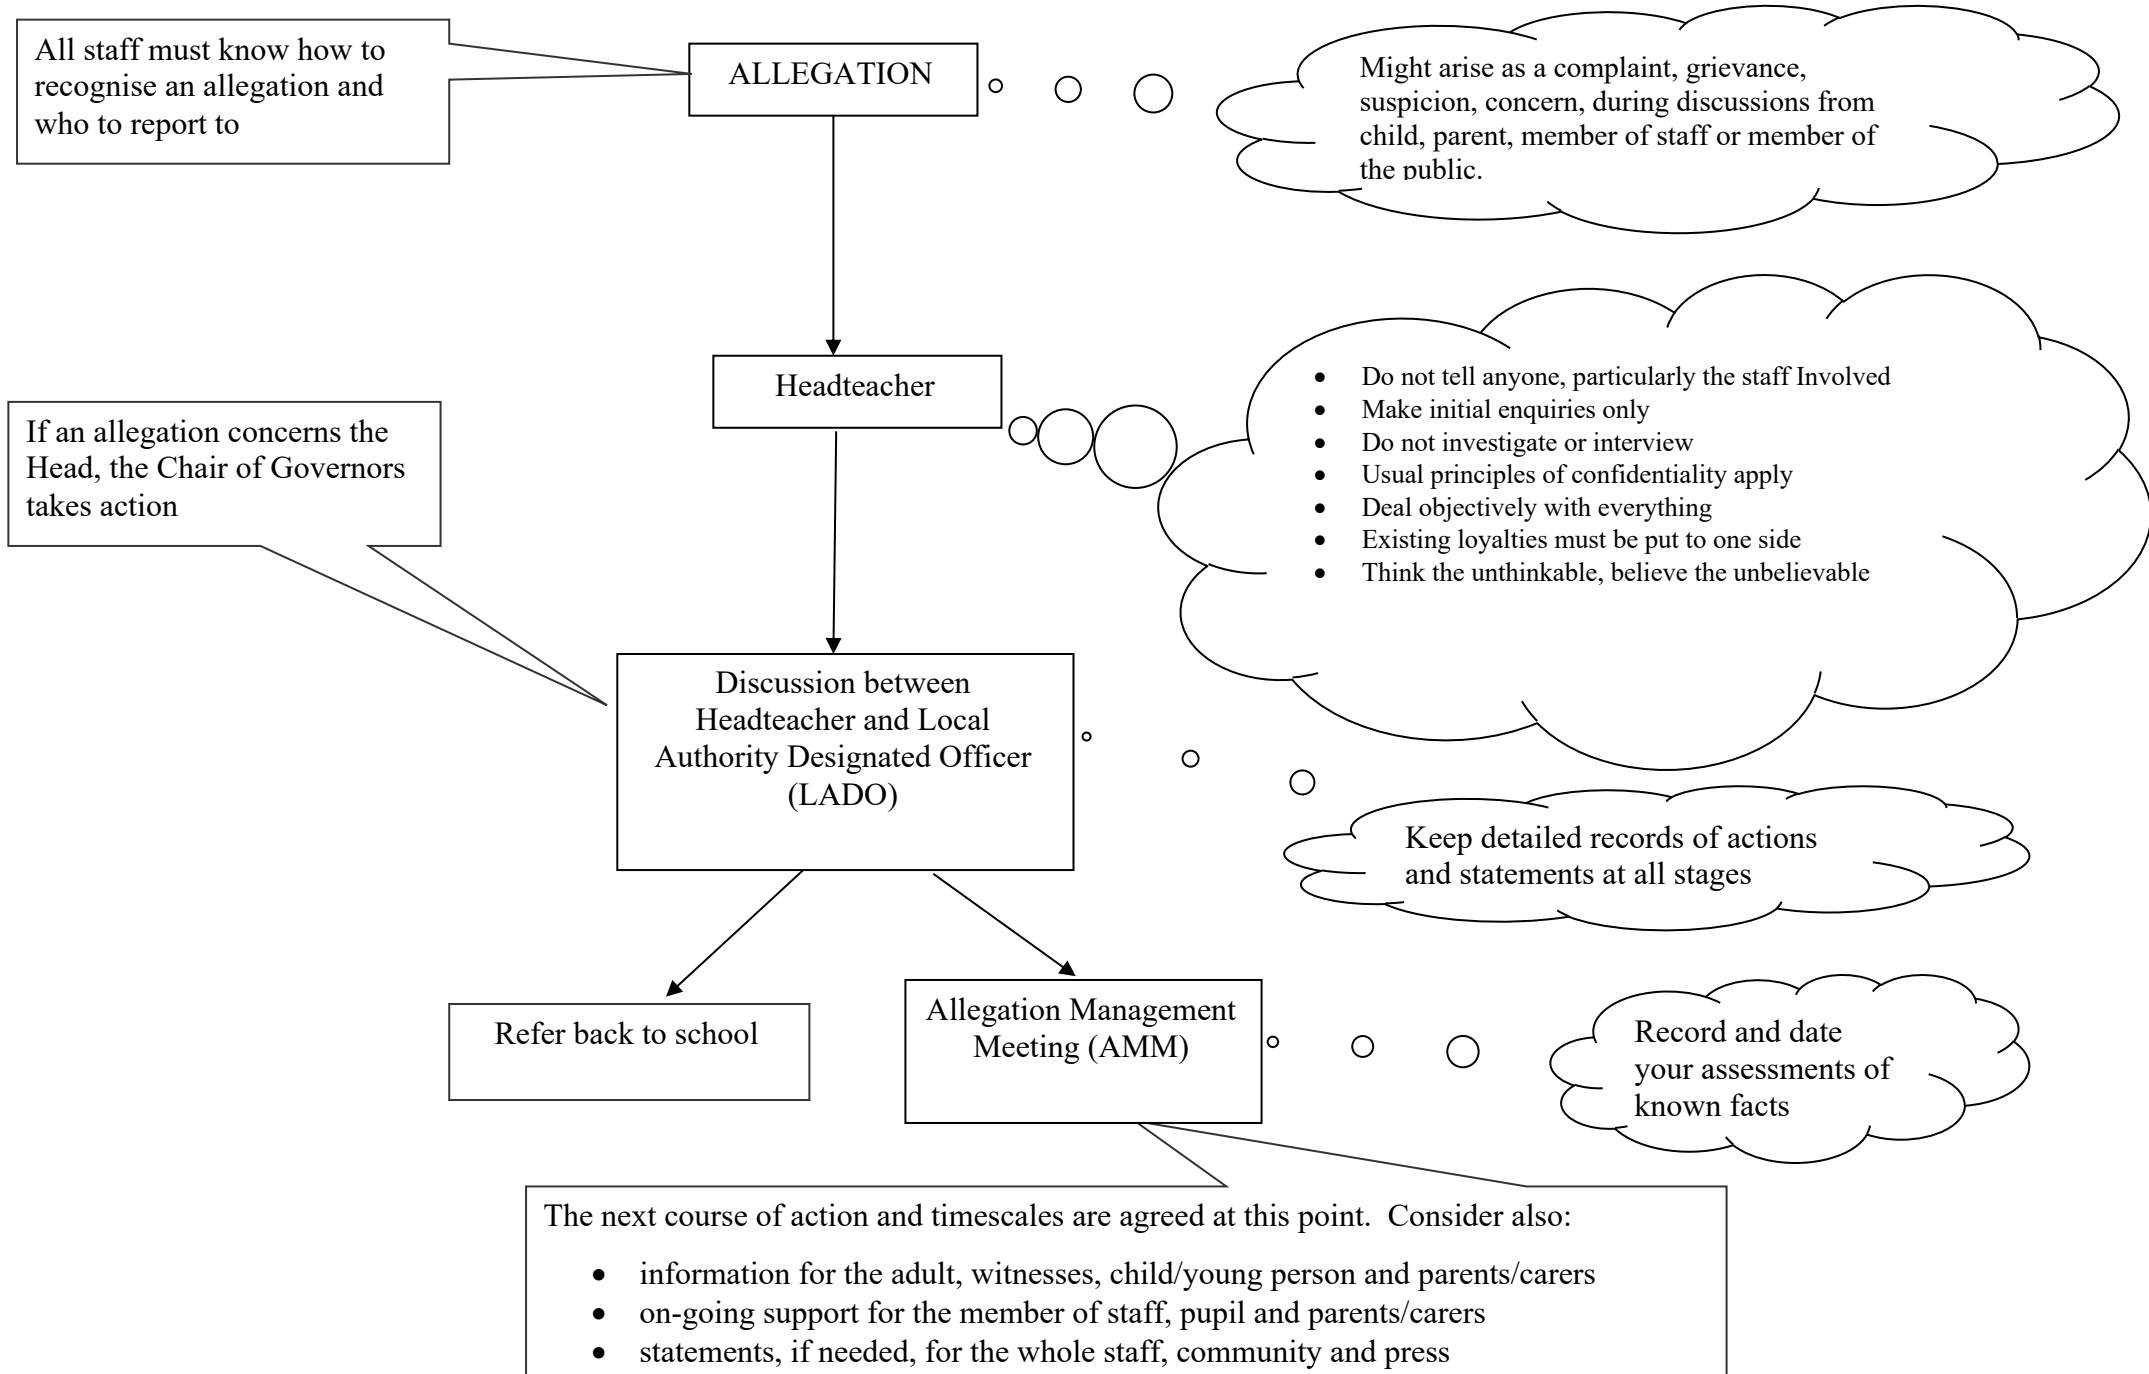 All staff must know how to
recognise an allegation and
who to report to
ALLEGATION
Might arise as a complaint, grievance,
suspicion, concern, during discussions from
child, parent, member of staff or member of
the public.
Headteacher
• Do not tell anyone, particularly the staff Involved
• Make initial enquiries only
• Do not investigate or interview
• Usual principles of confidentiality apply
• Deal objectively with everything
• Existing loyalties must be put to one side
• Think the unthinkable, believe the unbelievable
If an allegation concerns the
Head, the Chair of Governors
takes action
Discussion between
Headteacher and Local
Authority Designated Officer
(LADO)
Keep detailed records of actions
and statements at all stages
Refer back to school
Allegation Management
Meeting (AMM)
Record and date
your assessments of
known facts
The next course of action and timescales are agreed at this point.  Consider also:
• information for the adult, witnesses, child/young person and parents/carers
• on-going support for the member of staff, pupil and parents/carers
• statements, if needed, for the whole staff, community and press